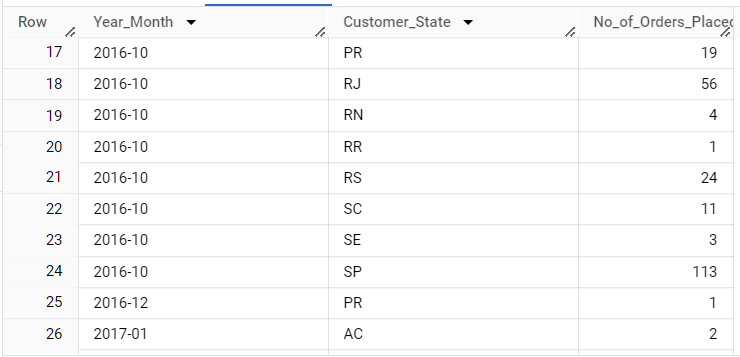 Row Year_Month Customer_State No_of_Orders_Placed
17 2016-10 PR 19
18 2016-10 RJ 56
19 2016-10 RN 4
20 2016-10 RR 1
21 2016-10 RS 24
22 2016-10 SC 11
23 2016-10 SE 3
24 2016-10 SP 113
25 2016-12 PR 1
26 2017-01 AC 2